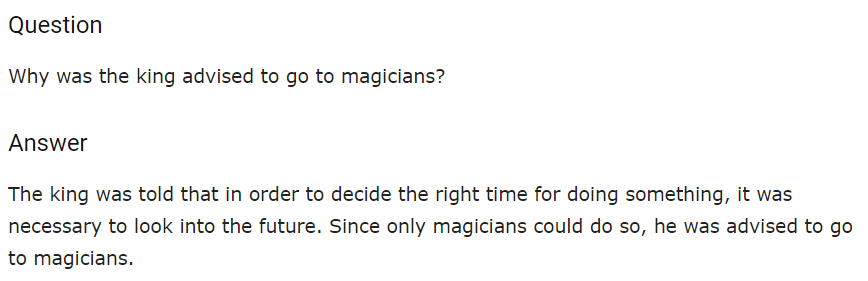 Question
Why was the king advised to go to magicians?
Answer
The king was told that in order to decide the right time for doing something, it was
necessary to look into the future. Since only magicians could do so, he was advised to go
to magicians.